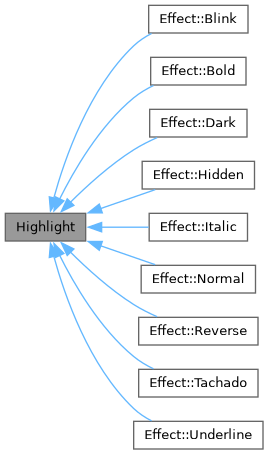 Effect::Blink
Effect::Bold
Effect::Dark
Effect::Hidden
Highlight
Effect::Italic
Effect::Normal
Effect::Reverse
Effect::Tachado
Effect::Underline